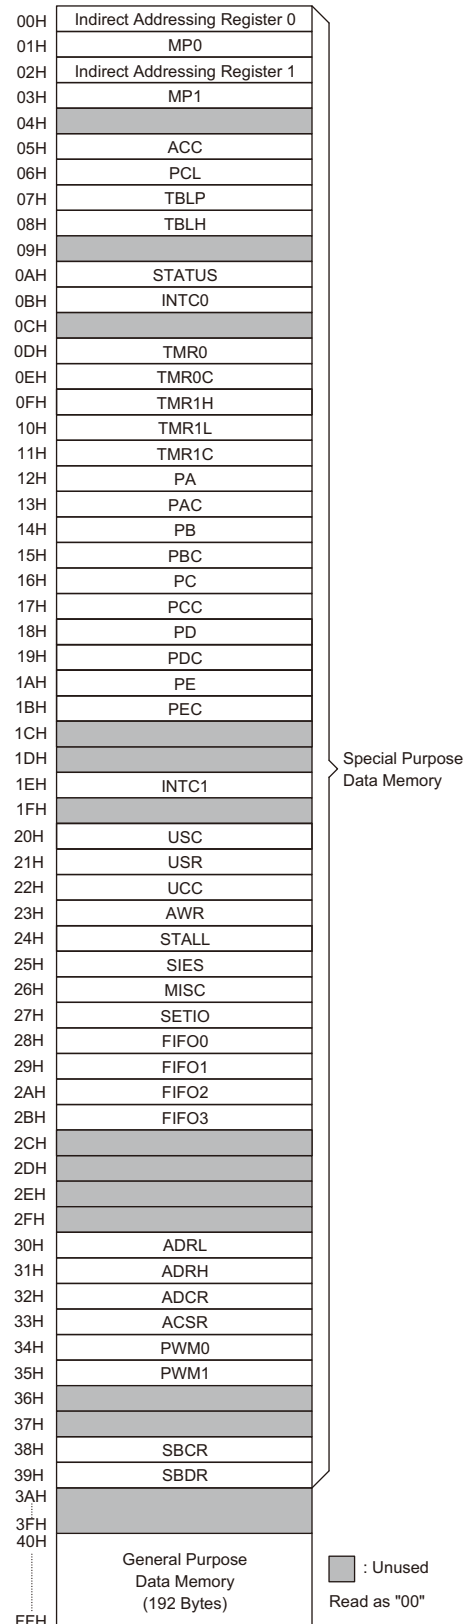 00H Indirect Addressing Register 0
01H MP0
02H Indirect Addressing Register 1
03H MP1
04H
05H ACC
06H PCL
07H TBLP
08H TBLH
09H
0AH STATUS
0BH INTC0
0CH
0DH TMR0
0EH TMR0C
0FH TMR1H
10H TMR1L
11H TMR1C
12H PA
13H PAC
14H PB
15H PBC
16H PC
17H PCC
18H PD
19H PDC
1AH PE
1BH PEC
1CH
1DH
Special Purpose
Data Memory
1EH INTC1
1FH
20H USC
21H USR
22H UCC
23H AWR
24H STALL
25H SIES
26H MISC
27H SETIO
28H FIFO0
29H FIFO1
2AH FIFO2
2BH FIFO3
2CH
2DH
2EH
2FH
30H ADRL
31H ADRH
32H ADCR
33H ACSR
34H PWM0
35H PWM1
36H
37H
38H SBCR
39H SBDR
3AH
3FH
40H
General Purpose
Data Memory
(192 Bytes)
: Unused
Read as "00"
FFH